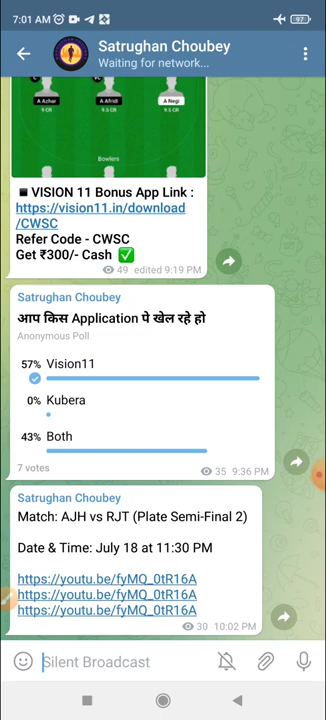 7:01 AM
97
Satrughan Choubey
Waiting for network...
A Azhar
A Afridi
A Negi
9 CR
9.5 CR
9.5 CR
Bowlers
VISION 11 Bonus App Link :
https://vision11.in/download
/CWSC
Refer Code - CWSC
Get ₹300/- Cash ✅
49 edited 9:19 PM
Satrughan Choubey
आप किस Application पे खेल रहे हो
Anonymous Poll
57% Vision11
0% Kubera
43% Both
7 votes
35 9:36 PM
Satrughan Choubey
Match: AJH vs RJT (Plate Semi-Final 2)
Date & Time: July 18 at 11:30 PM
https://youtu.be/fyMQ_0tR16A
https://youtu.be/fyMQ_0tR16A
https://youtu.be/fyMQ_0tR16A
30 10:02 PM
Silent Broadcast